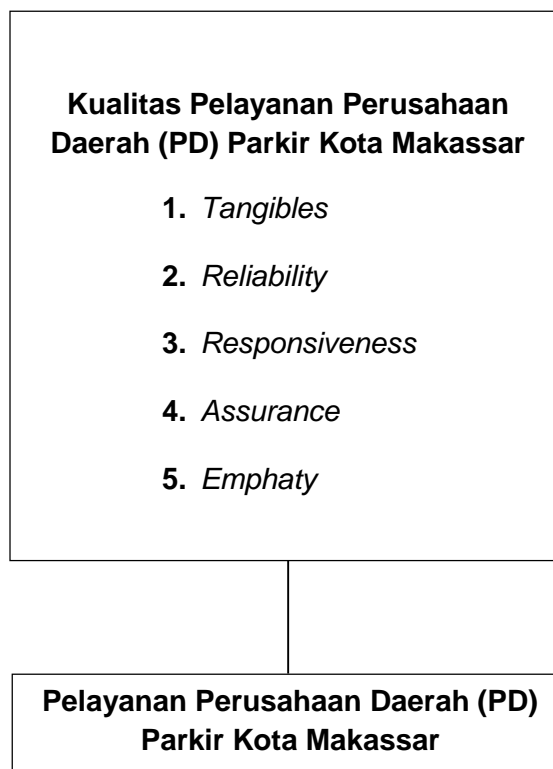 Kualitas Pelayanan Perusahaan
Daerah (PD) Parkir Kota Makassar
1. Tangibles
2. Reliability
3. Responsiveness
4. Assurance
5. Emphaty
Pelayanan Perusahaan Daerah (PD)
Parkir Kota Makassar